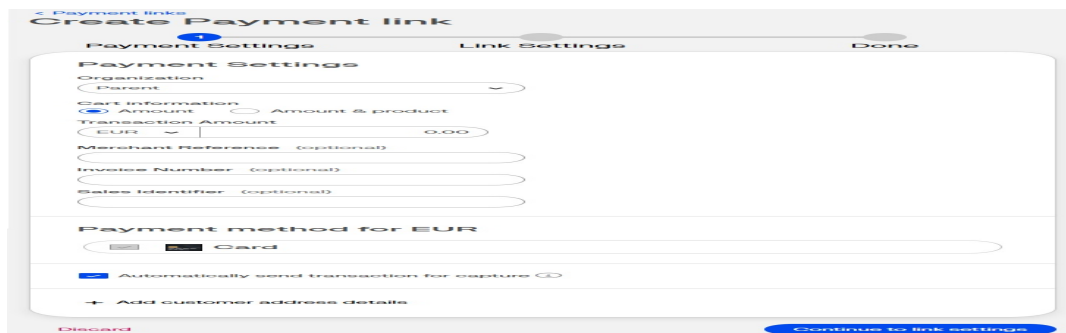 < Payment links
Create Payment link
1
Payment Settings Link Settings Done
Payment Settings
Organization
Parent
Cart information
Amount Amount & product
Transaction Amount
EUR 0.00
Merchant Reference (optional)
Invoice Number (optional)
Sales Identifier (optional)
Payment method for EUR
Card
Automatically send transaction for capture i
+ Add customer address details
Discard Continue to link settings